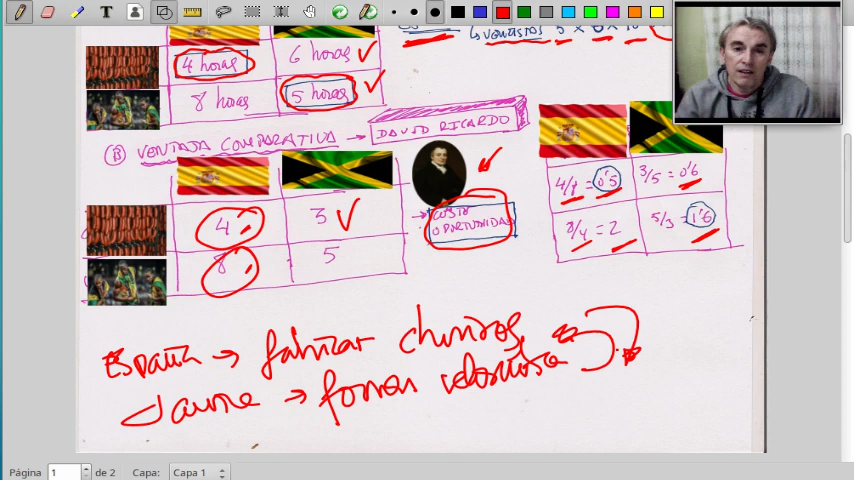 4 horas 6 horas
8 horas 5 horas
B VENTAJA COMPARATIVA → DAVID RICARDO
4 3
8 5
COSTO
OPORTUNIDAD
4/8 = 0'5 3/5 = 0'6
8/4 = 2 5/3 = 1'6
España → fabricar chorizos
→ formar velocistas
Página 1 de 2 Capa: Capa 1